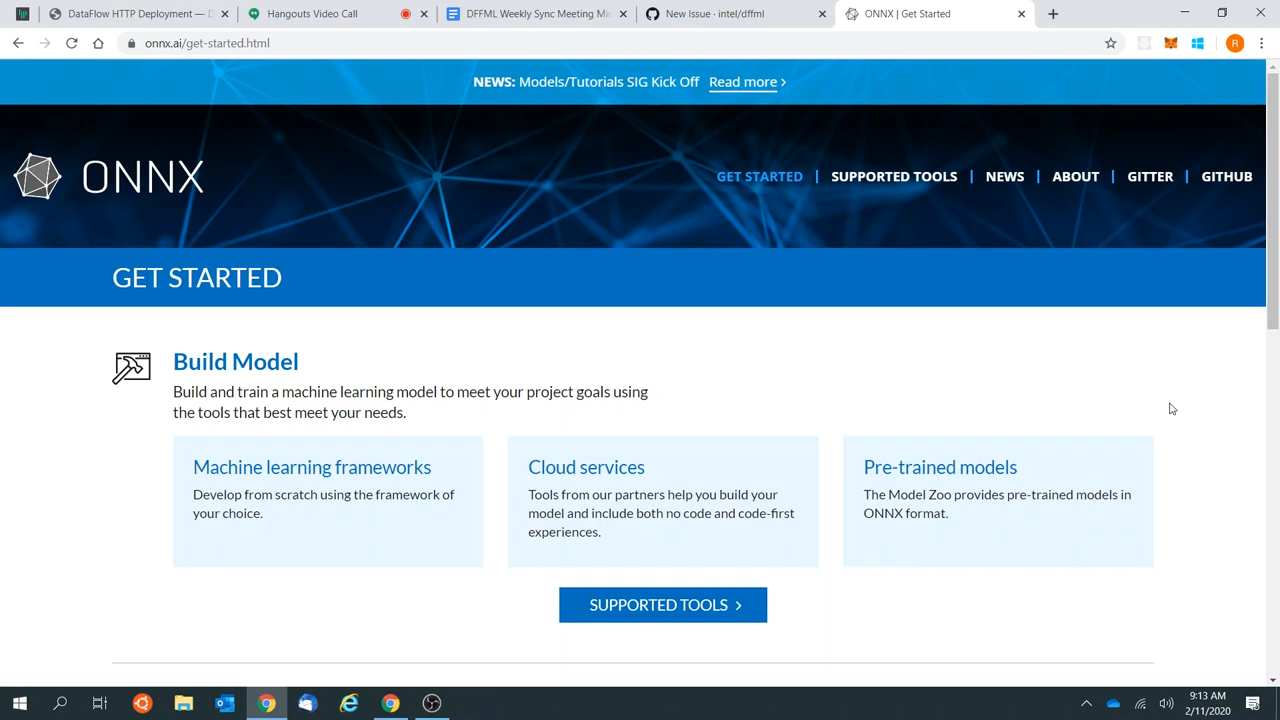 DataFlow HTTP Deployment — D
Hangouts Video Call
DFFML Weekly Sync Meeting Min
New Issue · intel/dffml
ONNX | Get Started
onnx.ai/get-started.html
R
NEWS: Models/Tutorials SIG Kick Off Read more >
ONNX
GET STARTED | SUPPORTED TOOLS | NEWS | ABOUT | GITTER | GITHUB
GET STARTED
Build Model
Build and train a machine learning model to meet your project goals using
the tools that best meet your needs.
Machine learning frameworks
Develop from scratch using the framework of
your choice.
Cloud services
Tools from our partners help you build your
model and include both no code and code-first
experiences.
Pre-trained models
The Model Zoo provides pre-trained models in
ONNX format.
SUPPORTED TOOLS >
9:13 AM
2/11/2020